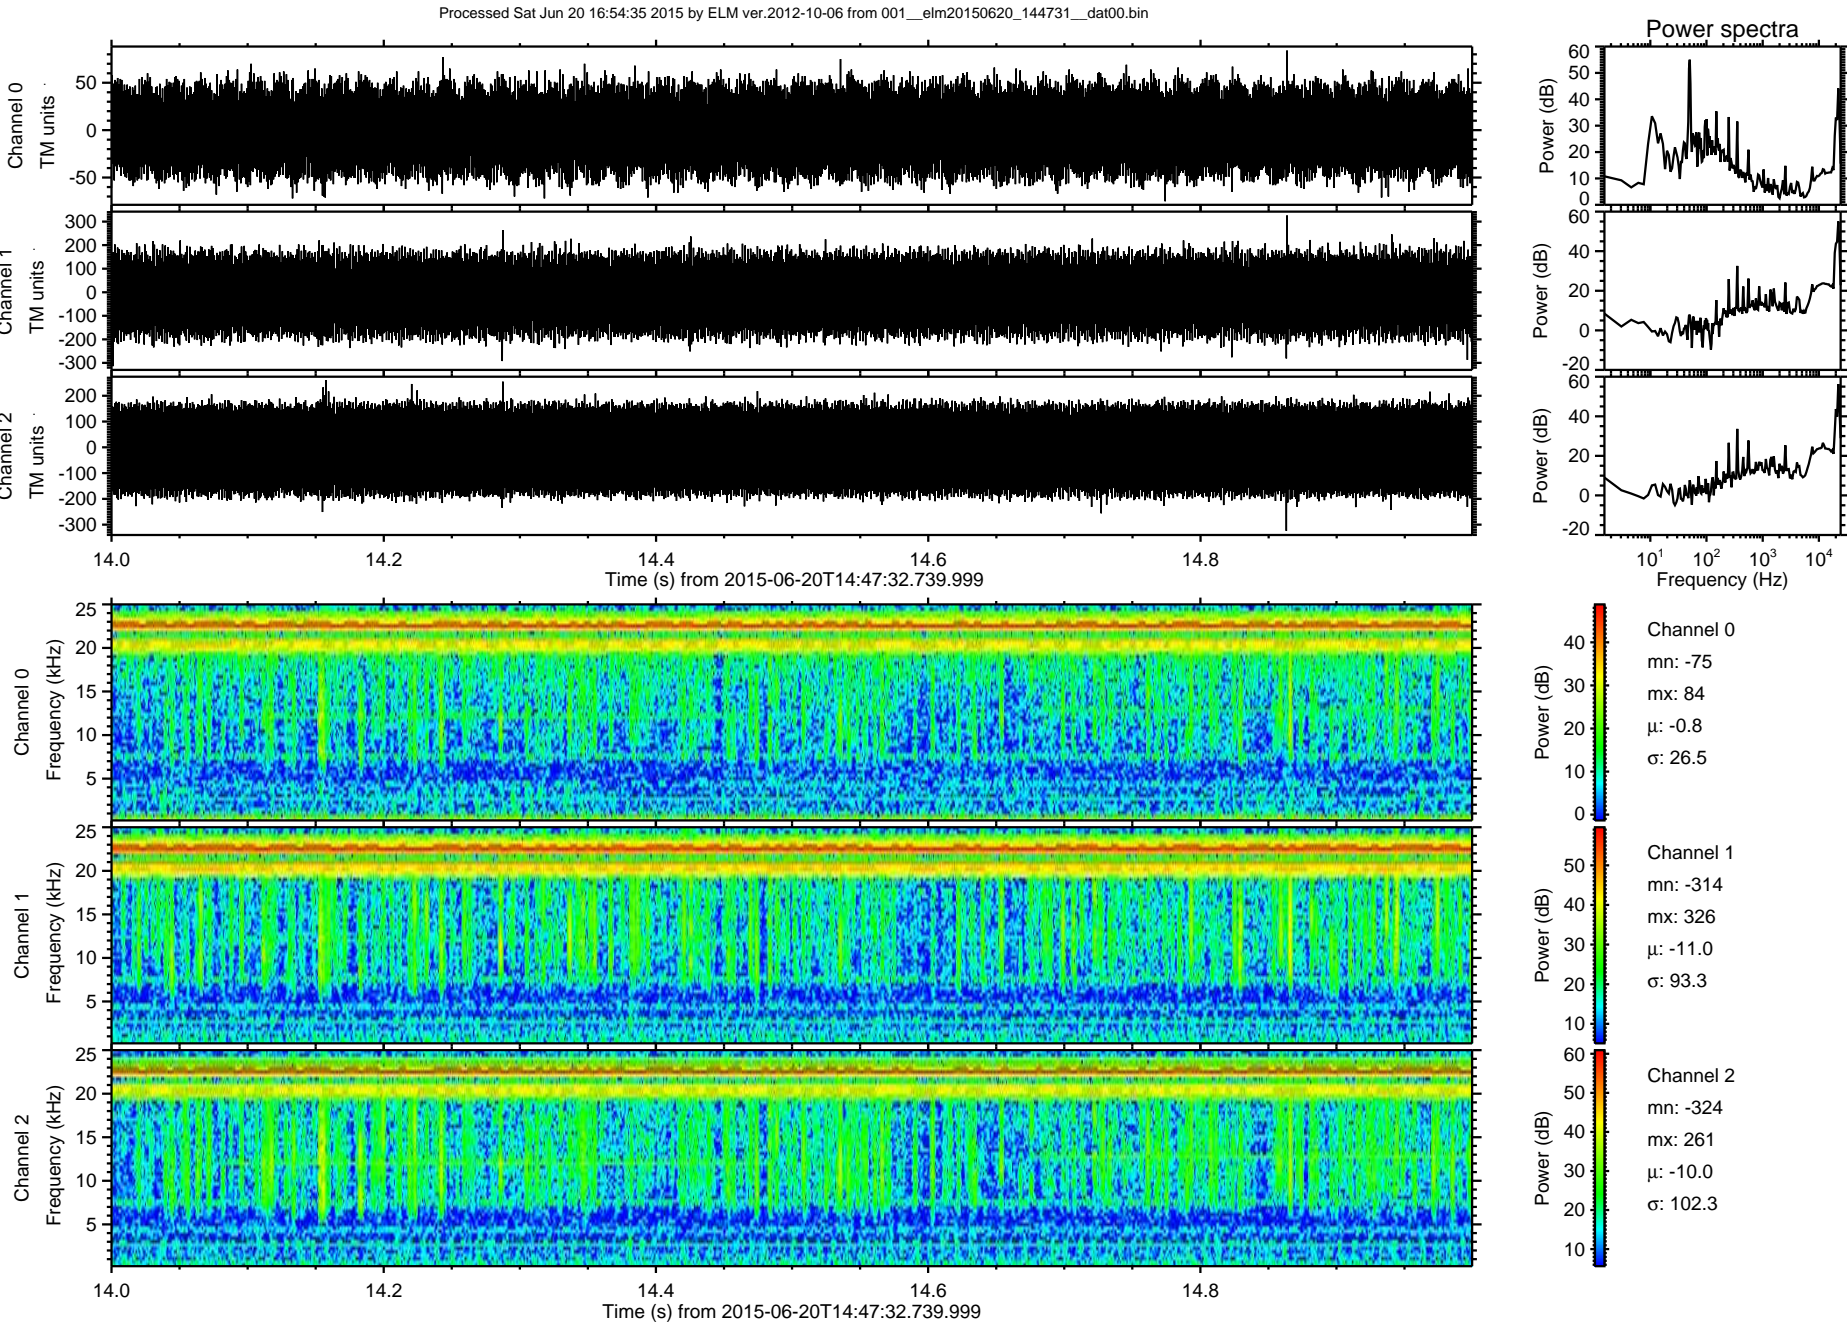 Processed Sat Jun 20 16:54:35 2015 by ELM ver.2012-10-06 from 001__elm20150620_144731__dat00.bin
Power spectra
Channel 0
TM units
50
0
-50
Power (dB)
60
50
40
30
20
10
0
Channel 1
TM units
300
200
100
0
-100
-200
-300
Power (dB)
60
40
20
0
-20
Channel 2
TM units
200
100
0
-100
-200
-300
Power (dB)
60
40
20
0
-20
14.0 14.2 14.4 14.6 14.8
Time (s) from 2015-06-20T14:47:32.739.999
10^1 10^2 10^3 10^4
Frequency (Hz)
Channel 0
Frequency (kHz)
25
20
15
10
5
Power (dB)
40
30
20
10
0
Channel 0
mn: -75
mx: 84
μ: -0.8
σ: 26.5
Channel 1
Frequency (kHz)
25
20
15
10
5
Power (dB)
50
40
30
20
10
Channel 1
mn: -314
mx: 326
μ: -11.0
σ: 93.3
Channel 2
Frequency (kHz)
25
20
15
10
5
Power (dB)
60
50
40
30
20
10
Channel 2
mn: -324
mx: 261
μ: -10.0
σ: 102.3
14.0 14.2 14.4 14.6 14.8
Time (s) from 2015-06-20T14:47:32.739.999